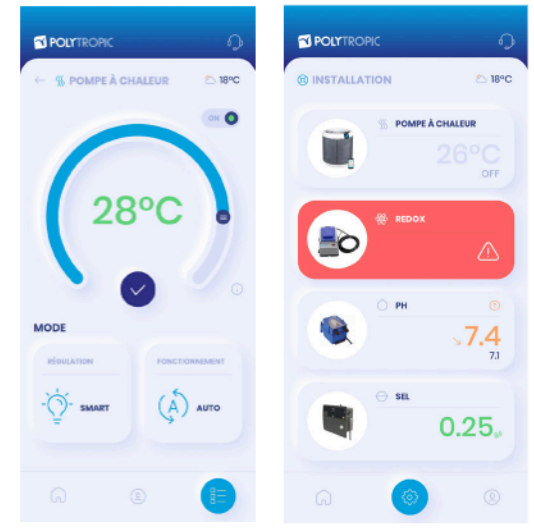 POLYTROPIC
← POMPE À CHALEUR 18°C
ON
28°C
MODE
RÉGULATION
SMART
FONCTIONNEMENT
A AUTO
POLYTROPIC
INSTALLATION 18°C
POMPE À CHALEUR
26°C
OFF
REDOX
PH
7.4
7.1
SEL
0.25